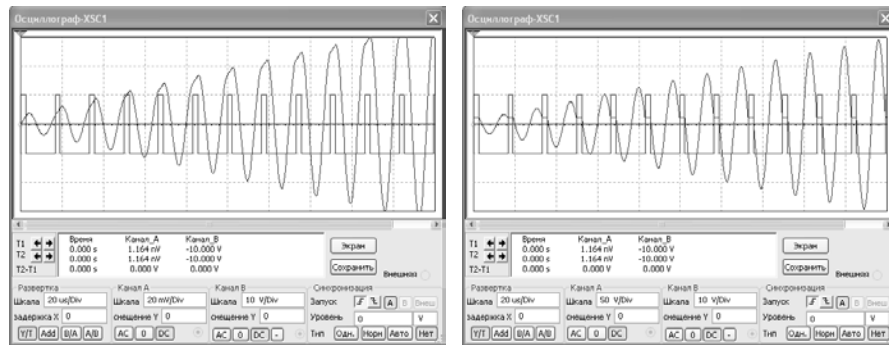 Осциллограф-XSC1
Время Канал_A Канал_B
T1 0.000 s 1.164 nV -10.000 V
T2 0.000 s 1.164 nV -10.000 V
T2-T1 0.000 s 0.000 V 0.000 V
Экран
Сохранить
Внешняя
Развертка Канал A Канал B Синхронизация
Шкала 20 us/Div Шкала 20 mV/Div Шкала 10 V/Div Запуск A B Внеш
задержка X 0 смещение Y 0 смещение Y 0 Уровень 0 V
Y/T Add B/A A/B AC 0 DC AC 0 DC - Тип Одн. Норм Авто Нет
Осциллограф-XSC1
Время Канал_A Канал_B
T1 0.000 s 1.164 nV -10.000 V
T2 0.000 s 1.164 nV -10.000 V
T2-T1 0.000 s 0.000 V 0.000 V
Экран
Сохранить
Внешняя
Развертка Канал A Канал B Синхронизация
Шкала 20 us/Div Шкала 50 V/Div Шкала 10 V/Div Запуск A B Внеш
задержка X 0 смещение Y 0 смещение Y 0 Уровень 0 V
Y/T Add B/A A/B AC 0 DC AC 0 DC - Тип Одн. Норм Авто Нет